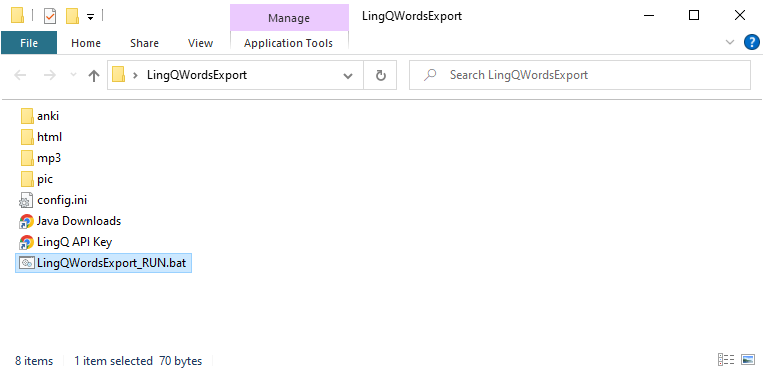 Manage
LingQWordsExport
File
Home
Share
View
Application Tools
LingQWordsExport
Search LingQWordsExport
anki
html
mp3
pic
config.ini
Java Downloads
LingQ API Key
LingQWordsExport_RUN.bat
8 items
1 item selected 70 bytes